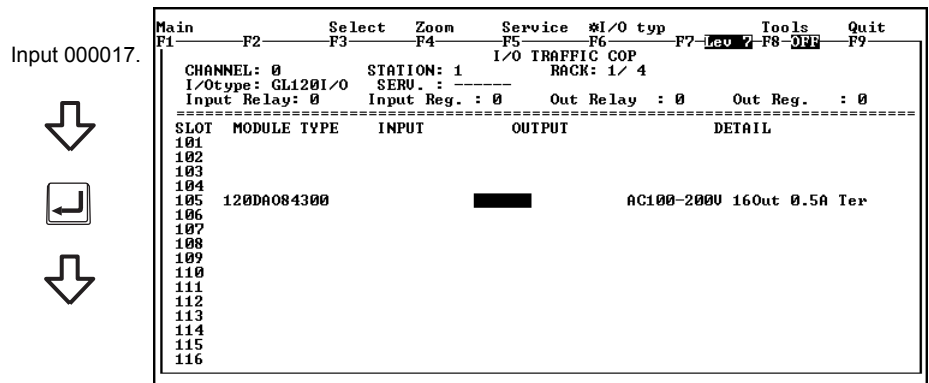 Input 000017.
Main Select Zoom Service *I/O typ Tools Quit
F1 F2 F3 F4 F5 F6 F7-Lev 7-F8-OFF F9
I/O TRAFFIC COP
CHANNEL: 0 STATION: 1 RACK: 1/ 4
I/Otype: GL120I/O SERV. : ------
Input Relay: 0 Input Reg. : 0 Out Relay : 0 Out Reg. : 0
SLOT MODULE TYPE INPUT OUTPUT DETAIL
101
102
103
104
105 120DAO84300 AC100-200V 16Out 0.5A Ter
106
107
108
109
110
111
112
113
114
115
116